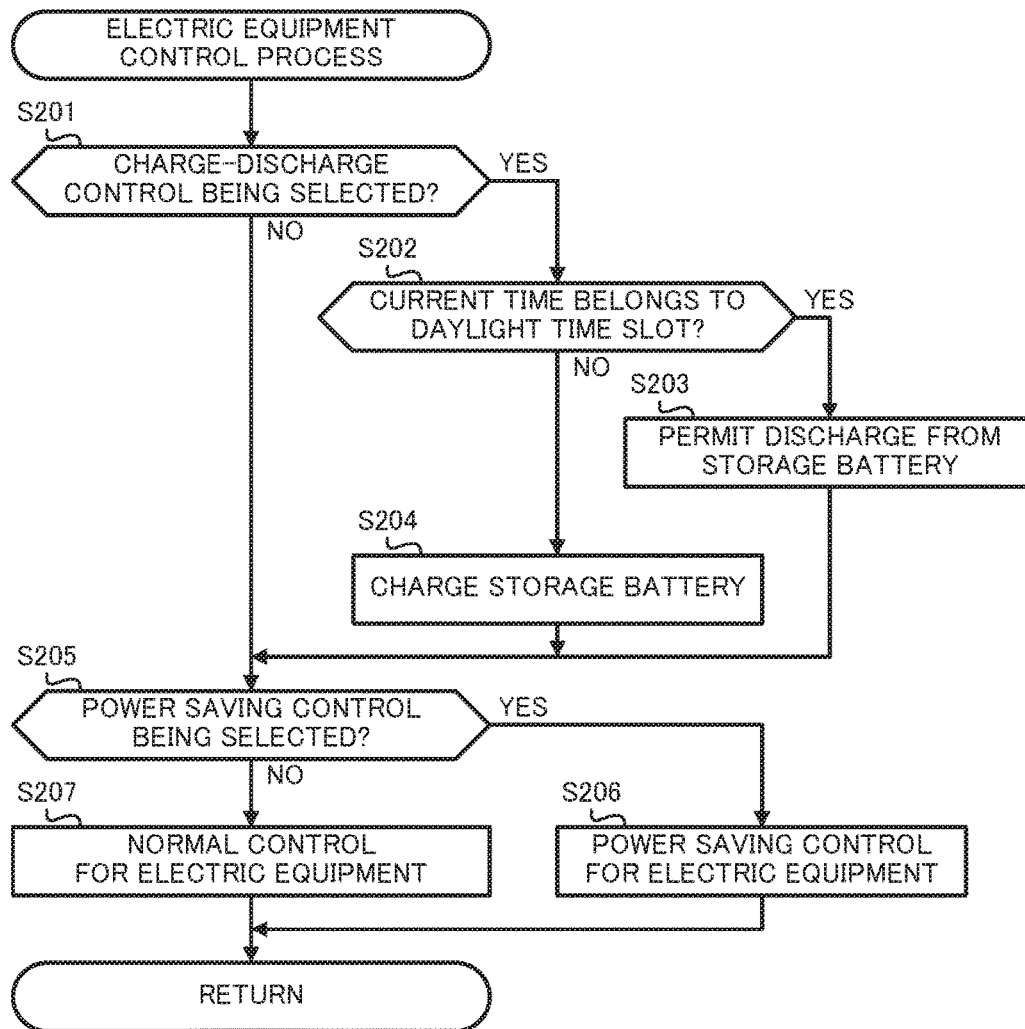 ELECTRIC EQUIPMENT
CONTROL PROCESS
S201
CHARGE-DISCHARGE
CONTROL BEING SELECTED?
YES
NO
S202
CURRENT TIME BELONGS TO
DAYLIGHT TIME SLOT?
YES
NO
S203
PERMIT DISCHARGE FROM
STORAGE BATTERY
S204
CHARGE STORAGE BATTERY
S205
POWER SAVING CONTROL
BEING SELECTED?
YES
NO
S207
NORMAL CONTROL
FOR ELECTRIC EQUIPMENT
S206
POWER SAVING CONTROL
FOR ELECTRIC EQUIPMENT
RETURN